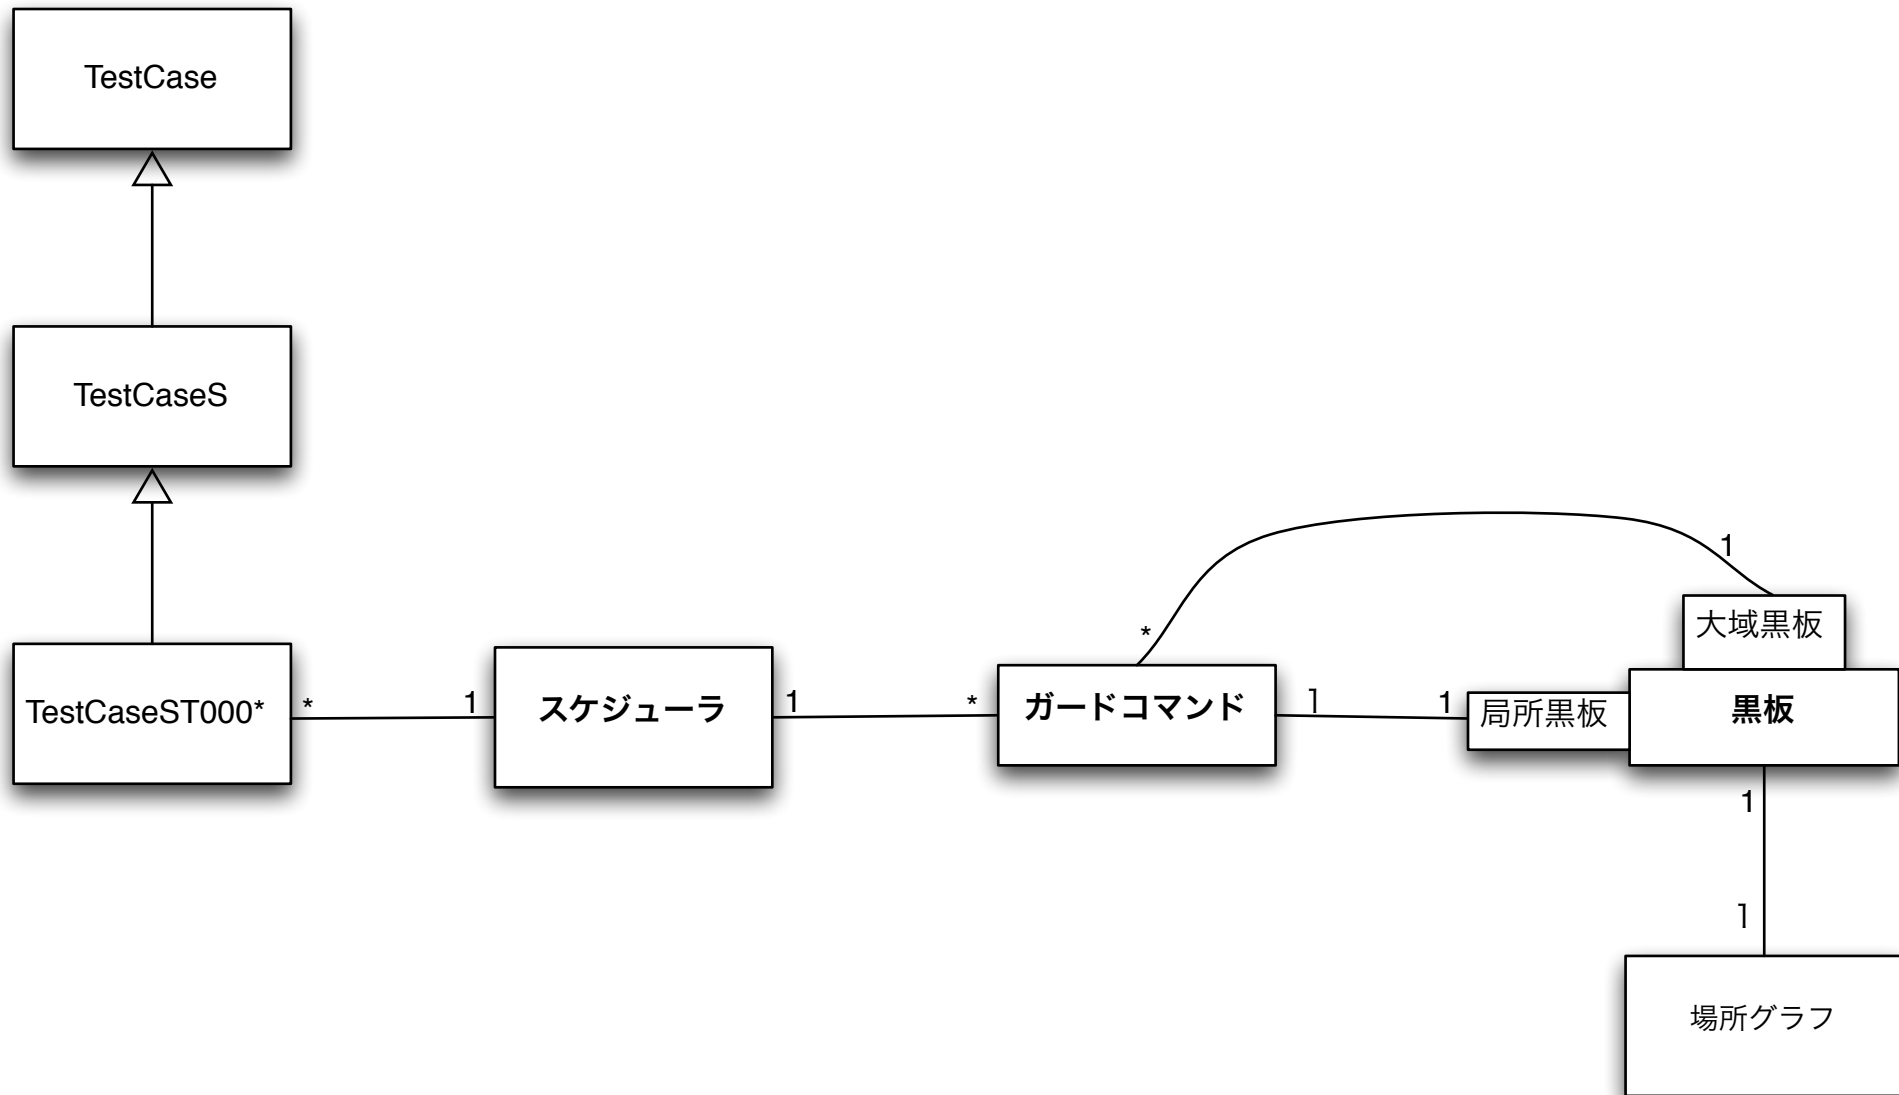 TestCase
TestCaseS
1
*
大域黒板
TestCaseST000*
*
1
スケジューラ
1
*
ガードコマンド
1
1
局所黒板
黒板
1
1
場所グラフ